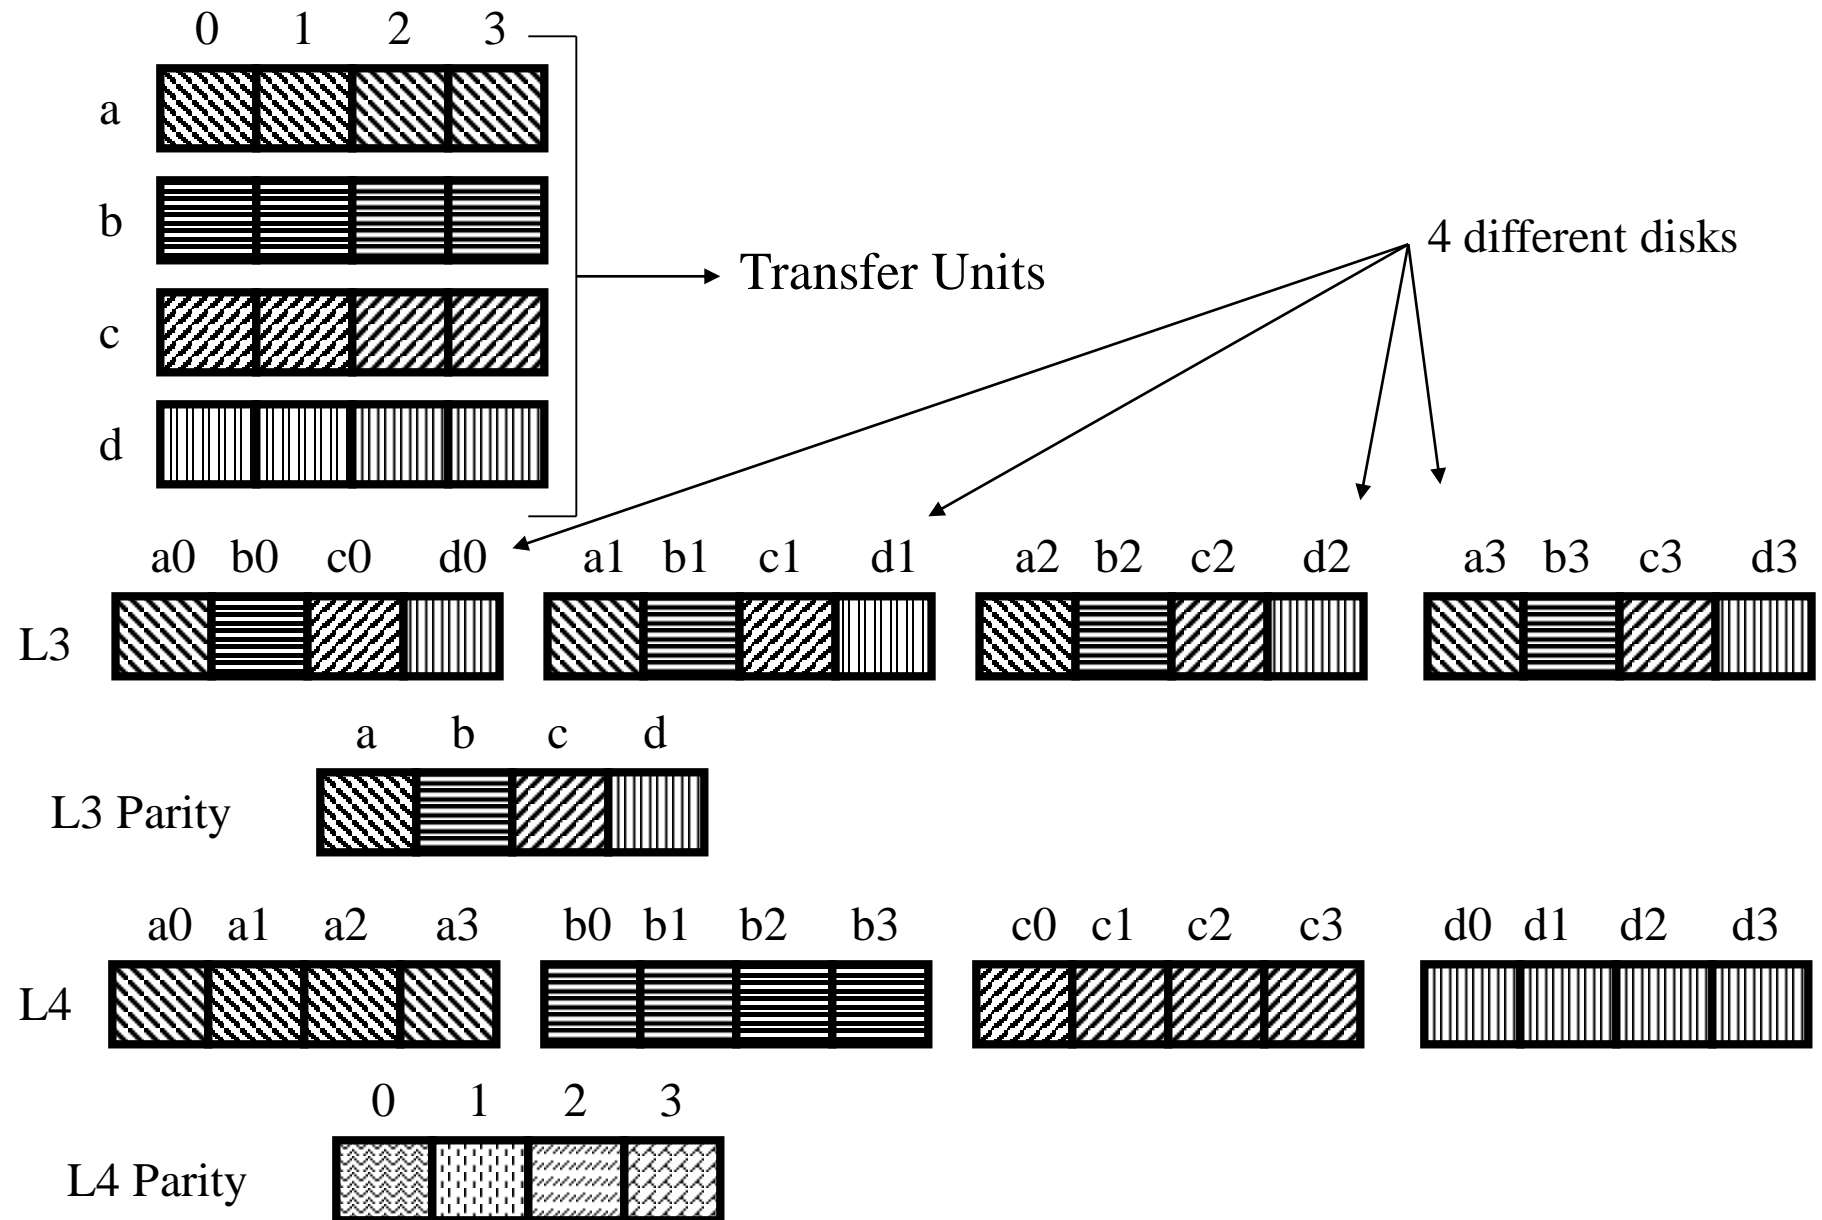 0 1 2 3
a
b
4 different disks
Transfer Units
c
d
a0 b0 c0 d0 a1 b1 c1 d1 a2 b2 c2 d2 a3 b3 c3 d3
L3
a b c d
L3 Parity
a0 a1 a2 a3 b0 b1 b2 b3 c0 c1 c2 c3 d0 d1 d2 d3
L4
0 1 2 3
L4 Parity